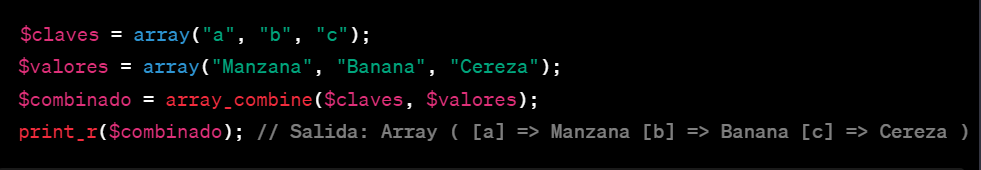 $claves = array("a", "b", "c");
$valores = array("Manzana", "Banana", "Cereza");
$combinado = array_combine($claves, $valores);
print_r($combinado); // Salida: Array ( [a] => Manzana [b] => Banana [c] => Cereza )